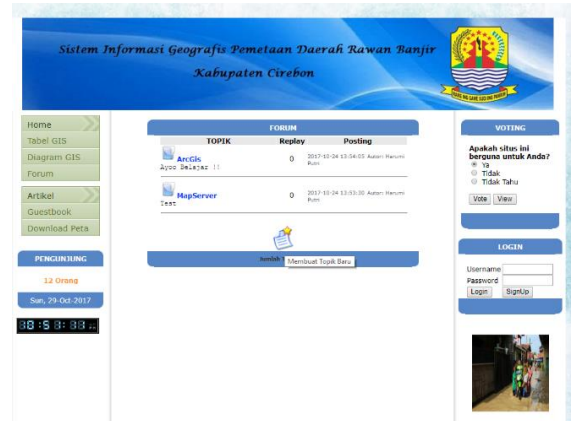 Sistem Informasi Geografis Pemetaan Daerah Rawan Banjir
Kabupaten Cirebon
Home
Tabel GIS
Diagram GIS
Forum
Artikel
Guestbook
Download Peta
PENGUNJUNG
12 Orang
Sun, 29-Oct-2017
FORUM
TOPIK Replay Posting
ArcGis 0 2017-10-24 13:54:05 Autor: Harumi Putri
Ayoo Belajar !!
MapServer 0 2017-10-24 13:53:30 Autor: Harumi Putri
Test
Membuat Topik Baru
VOTING
Apakah situs ini
berguna untuk Anda?
Ya
Tidak
Tidak Tahu
Vote View
LOGIN
Username
Password
Login SignUp